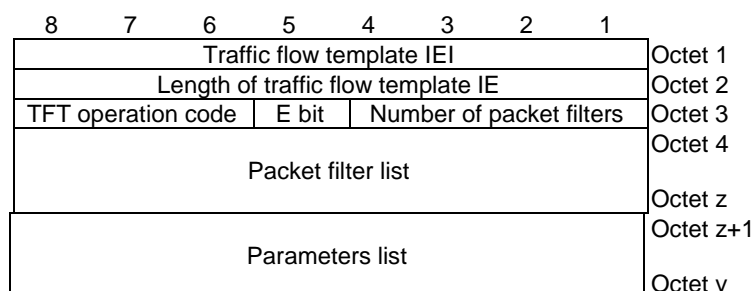 8 7 6 5 4 3 2 1
Traffic flow template IEI Octet 1
Length of traffic flow template IE Octet 2
TFT operation code E bit Number of packet filters Octet 3
Octet 4
Packet filter list
Octet z
Octet z+1
Parameters list
Octet v